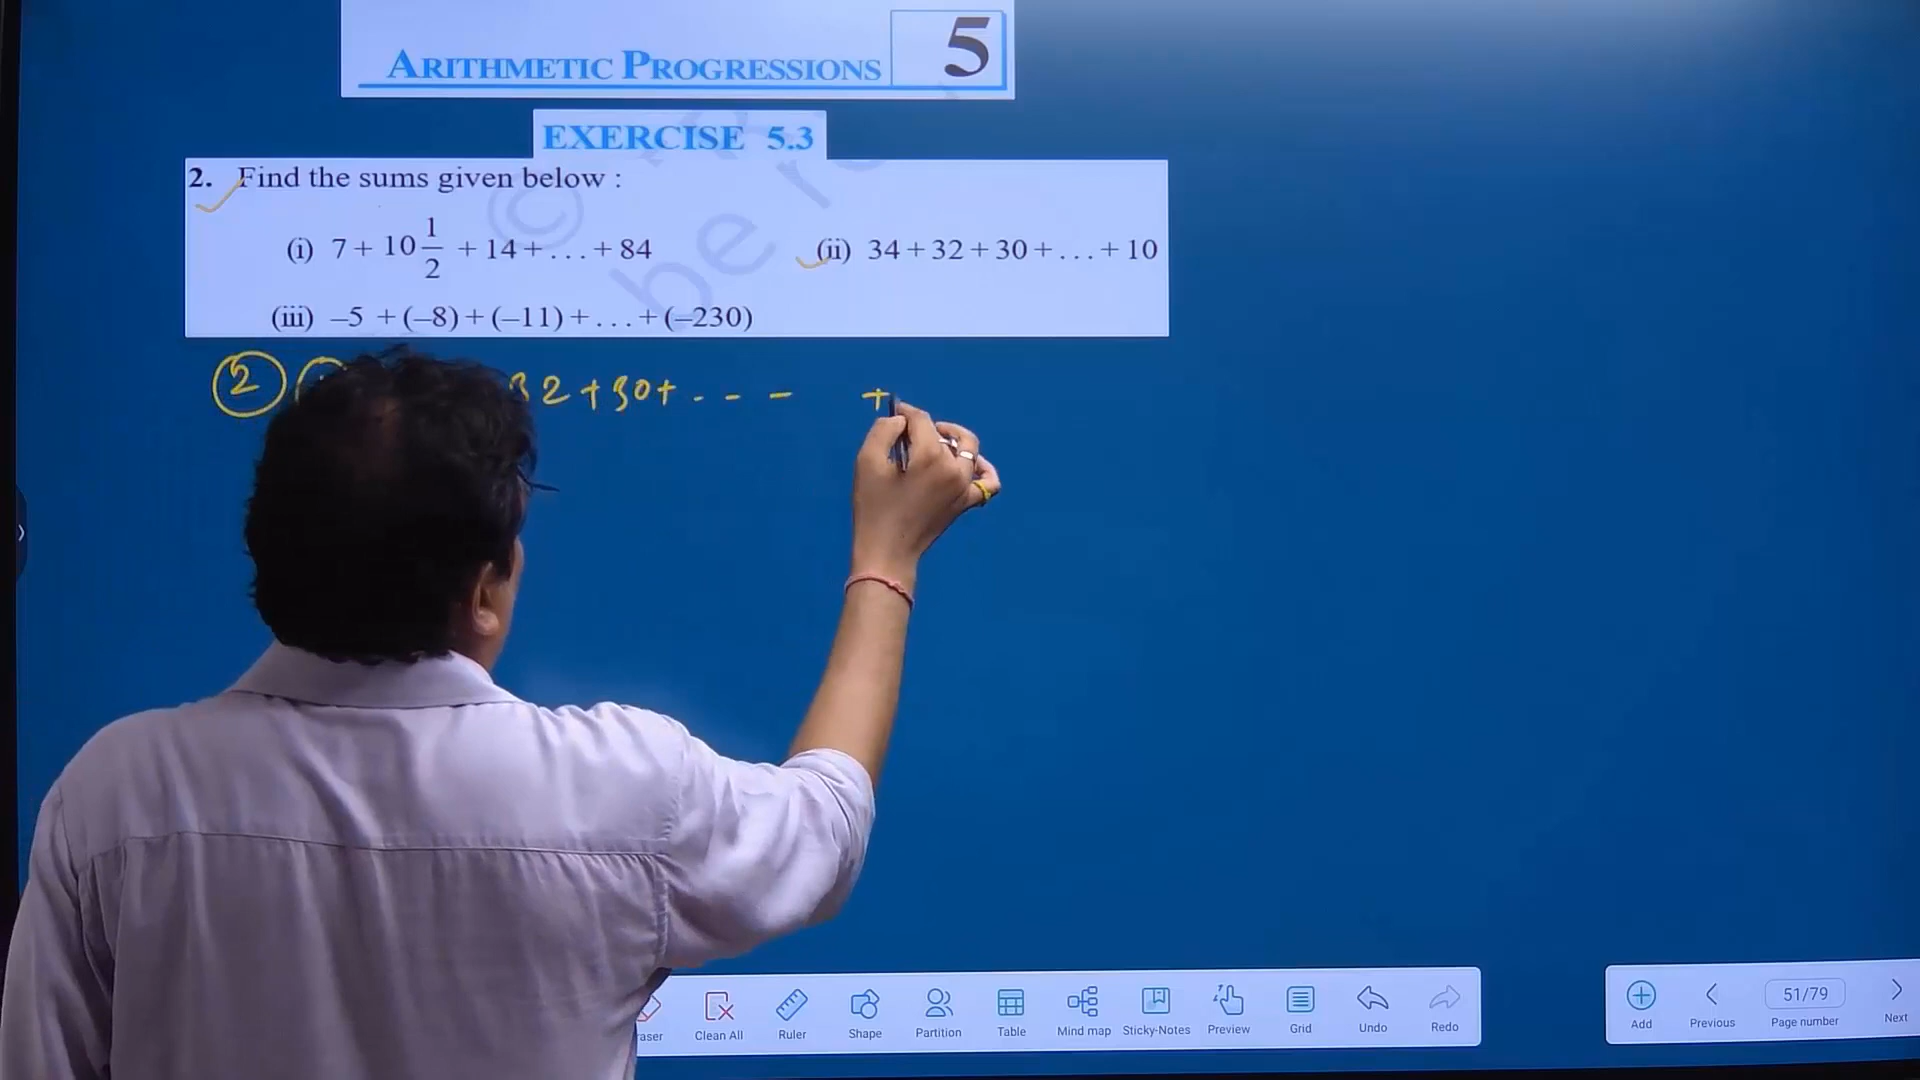 ARITHMETIC PROGRESSIONS 5
EXERCISE 5.3
2. Find the sums given below :
(i) 7 + 10 1/2 + 14 + . . . + 84 (ii) 34 + 32 + 30 + . . . + 10
(iii) –5 + (–8) + (–11) + . . . + (–230)
© be
2 32 + 30 + - - - +
Clean All Ruler Shape Partition Table Mind map Sticky-Notes Preview Grid Undo Redo
Add Previous 51/79 Page number Next